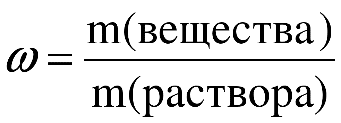 ω = m(вещества)
m(раствора)